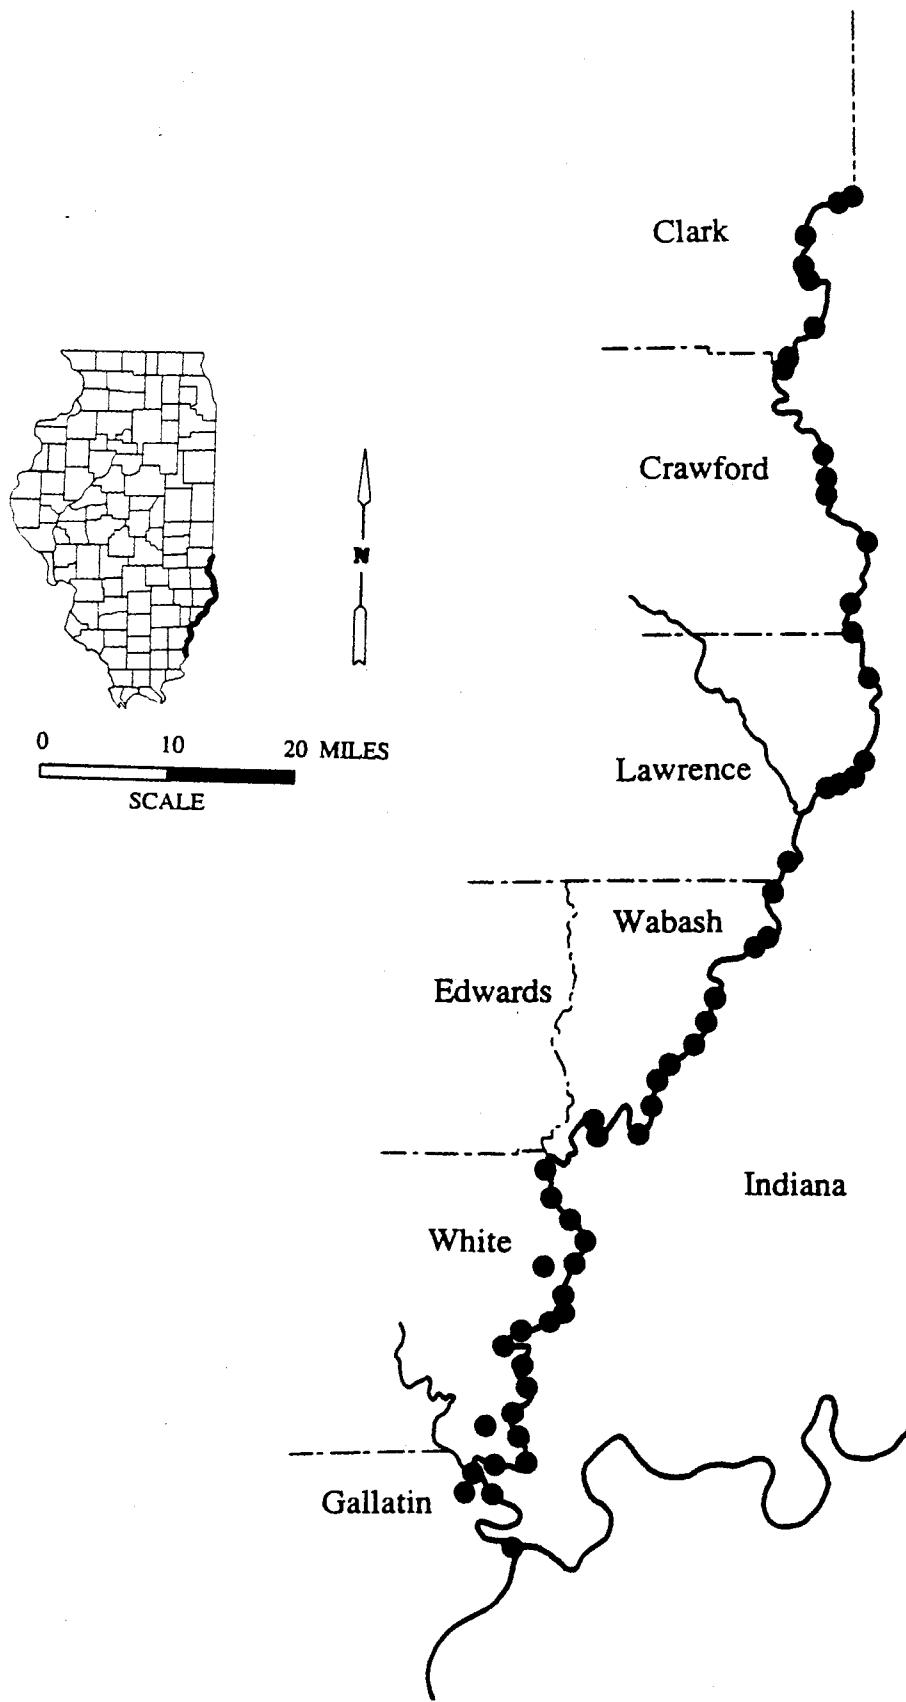 Clark
Crawford
N
0 10 20 MILES
SCALE
Lawrence
Wabash
Edwards
Indiana
White
Gallatin